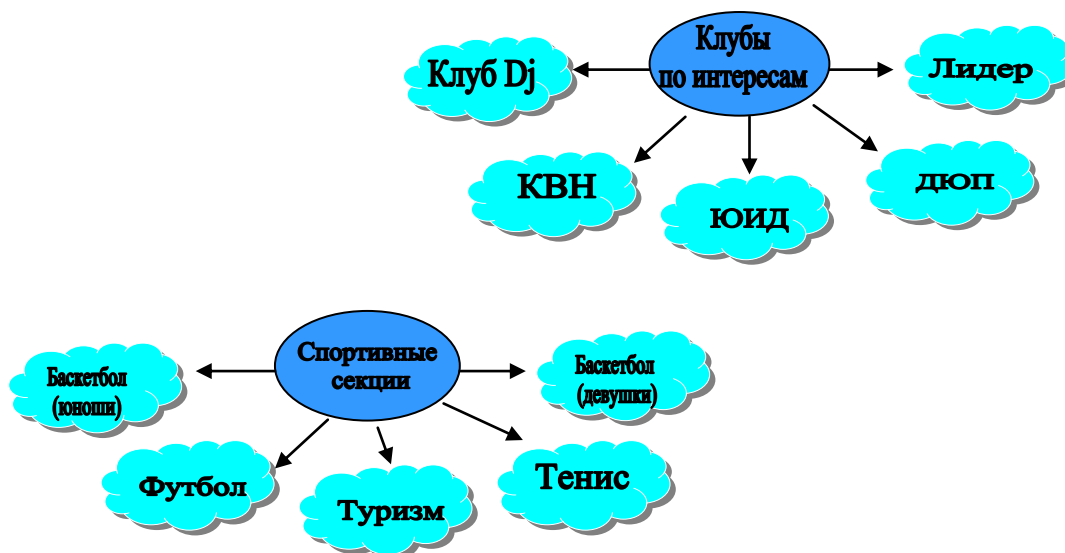 Клубы
по интересам
Клуб Dj
Лидер
КВН
ЮИД
ДЮП
Спортивные
секции
Баскетбол
(юноши)
Баскетбол
(девушки)
Футбол
Туризм
Тенис